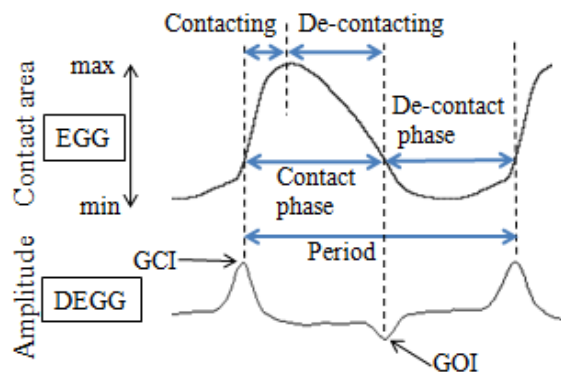 Contacting De-contacting
max
Contact area
EGG
De-contact
phase
Contact
phase
min
Period
GCI
Amplitude
DEGG
GOI